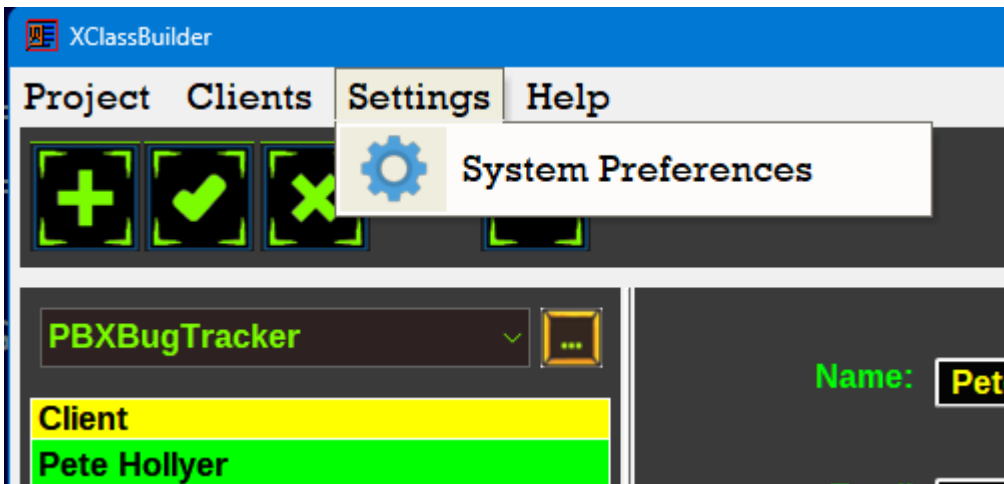 XClassBuilder
Project Clients Settings Help
System Preferences
PBXBugTracker
...
Name:
Client
Pete Hollyer